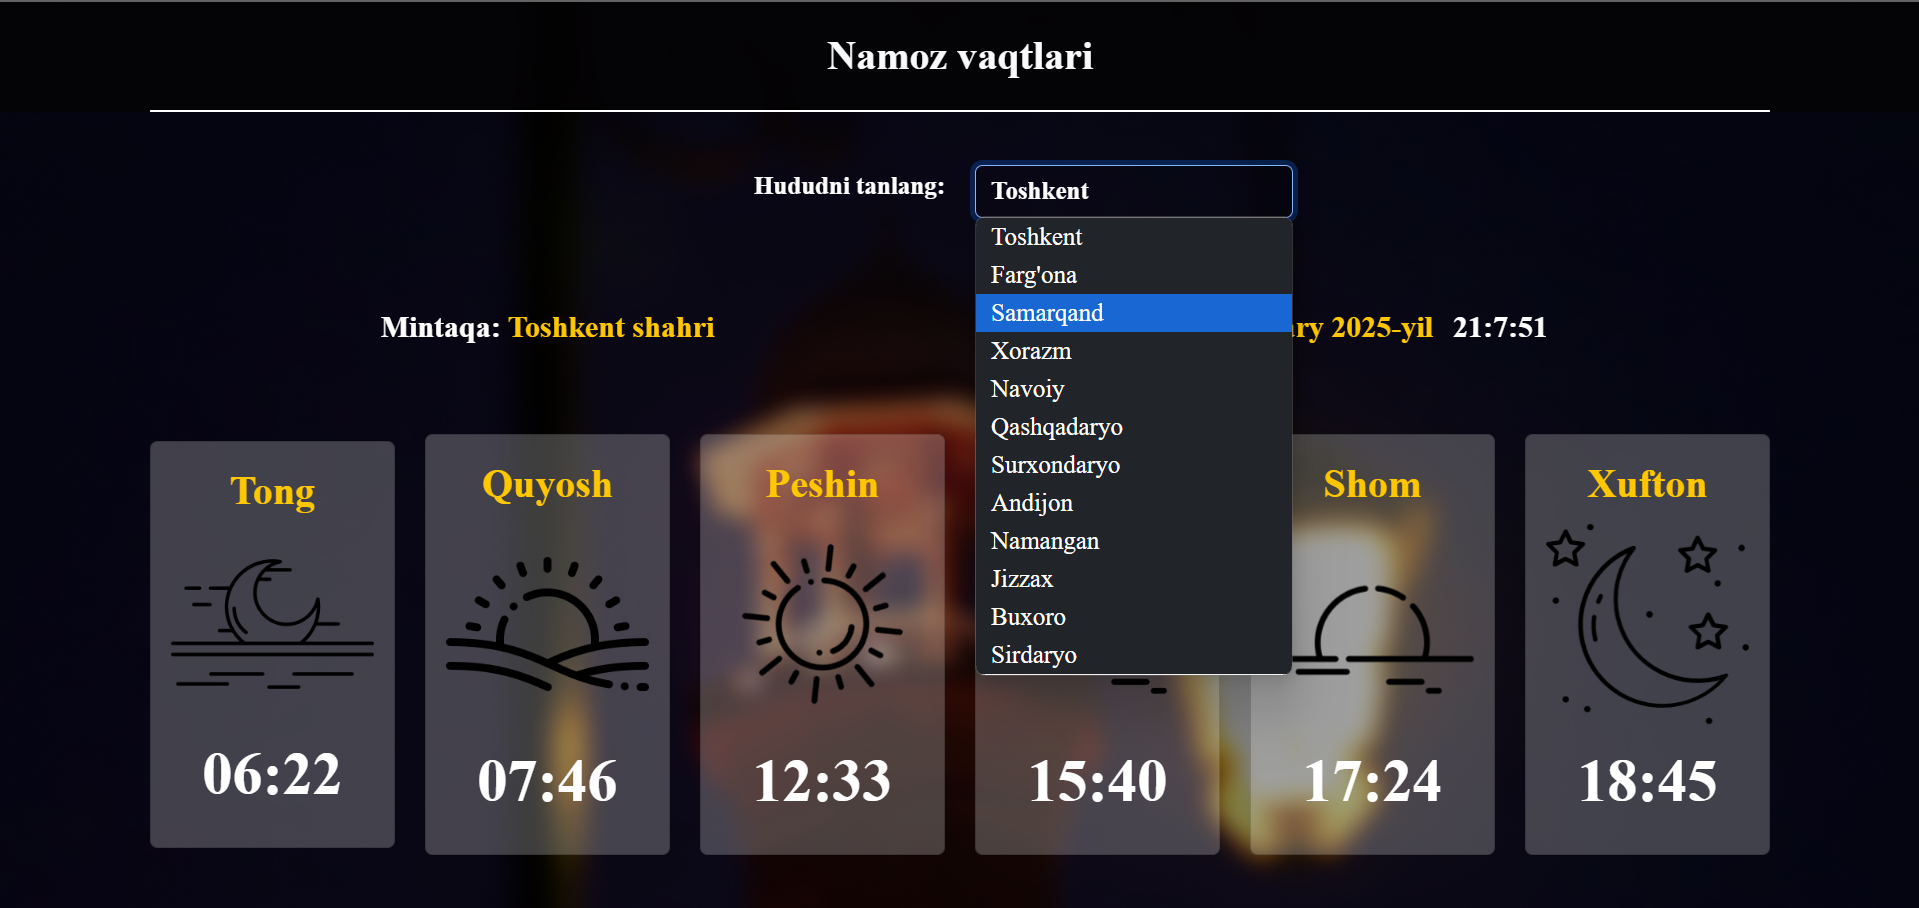 Namoz vaqtlari
Hududni tanlang:
Toshkent
Toshkent
Farg'ona
Samarqand
Xorazm
Navoiy
Qashqadaryo
Surxondaryo
Andijon
Namangan
Jizzax
Buxoro
Sirdaryo
Mintaqa: Toshkent shahri
2025-yil 21:7:51
Tong
Quyosh
Peshin
Shom
Xufton
06:22
07:46
12:33
15:40
17:24
18:45